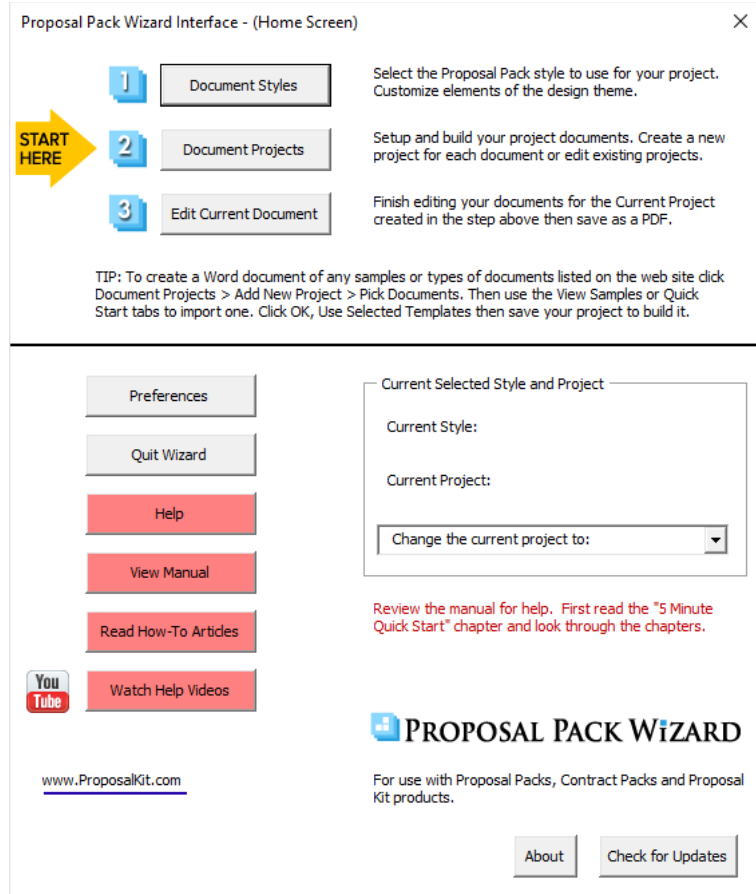 Proposal Pack Wizard Interface - (Home Screen)
1
Document Styles
Select the Proposal Pack style to use for your project.
Customize elements of the design theme.
START
HERE
2
Document Projects
Setup and build your project documents. Create a new
project for each document or edit existing projects.
3
Edit Current Document
Finish editing your documents for the Current Project
created in the step above then save as a PDF.
TIP: To create a Word document of any samples or types of documents listed on the web site click
Document Projects > Add New Project > Pick Documents. Then use the View Samples or Quick
Start tabs to import one. Click OK, Use Selected Templates then save your project to build it.
Preferences
Quit Wizard
Help
View Manual
Read How-To Articles
You
Tube
Watch Help Videos
www.ProposalKit.com
Current Selected Style and Project
Current Style:
Current Project:
Change the current project to:
Review the manual for help.  First read the "5 Minute
Quick Start" chapter and look through the chapters.
PROPOSAL PACK WiZARD
For use with Proposal Packs, Contract Packs and Proposal
Kit products.
About
Check for Updates